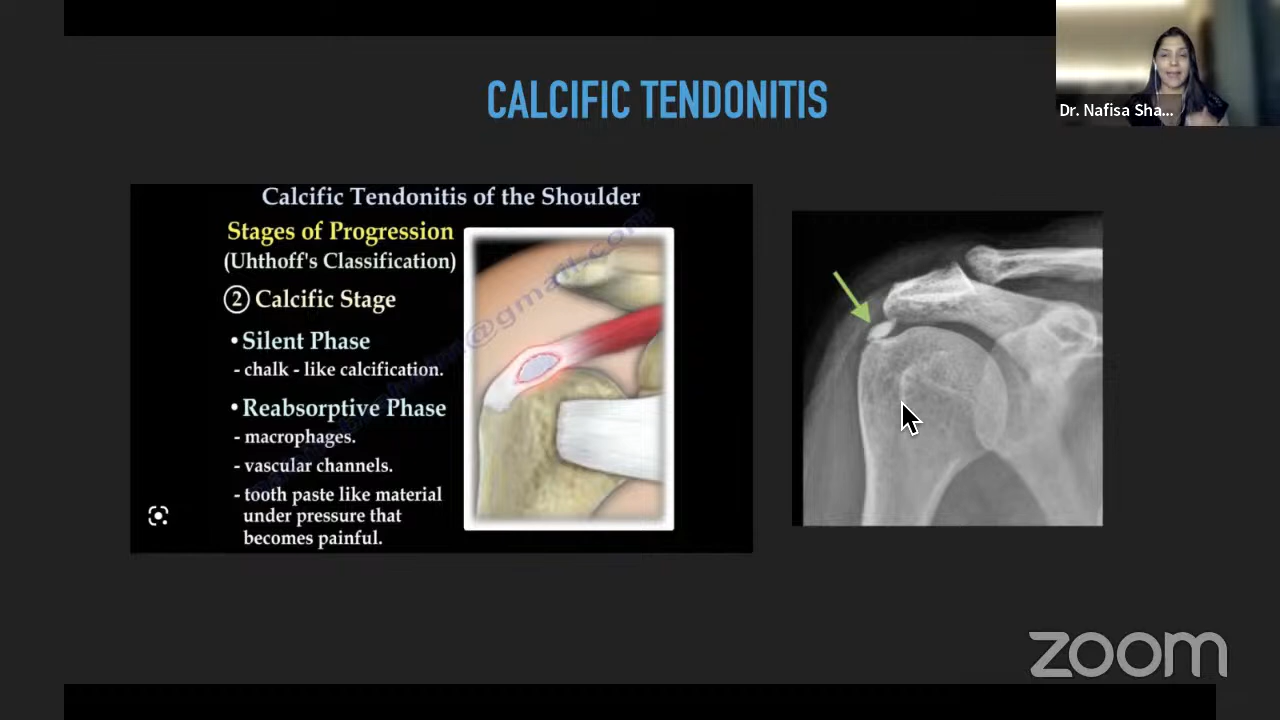 CALCIFIC TENDONITIS
Dr. Nafisa Sha...
Calcific Tendonitis of the Shoulder
Stages of Progression
(Uhthoff's Classification)
2 Calcific Stage
•Silent Phase
- chalk - like calcification.
•Reabsorptive Phase
- macrophages.
- vascular channels.
- tooth paste like material
under pressure that
becomes painful.
@gmail.com
zoom